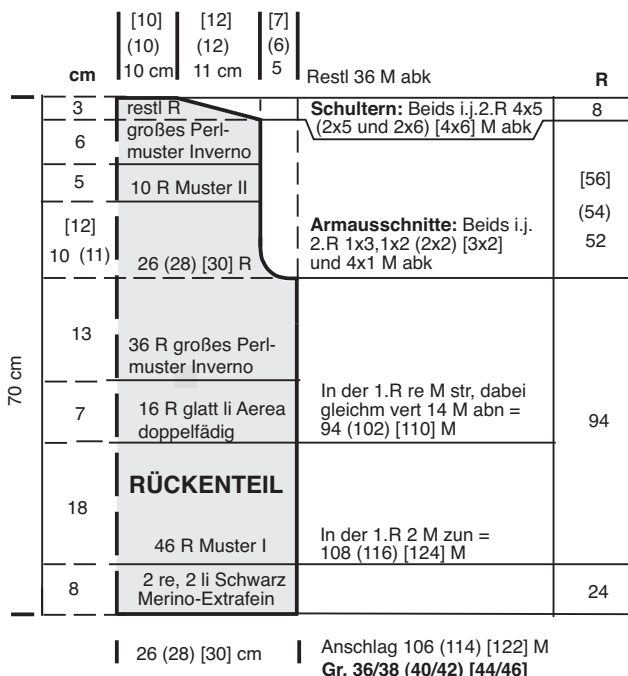 [10] [12] [7]
(10) (12) (6)
10 cm 11 cm 5
cm
Restl 36 M abk
R
3
restl R
Schultern: Beids i.j.2.R 4x5
(2x5 und 2x6) [4x6] M abk
8
6
großes Perl-
muster Inverno
5
10 R Muster II
[56]
(54)
52
[12]
10 (11)
26 (28) [30] R
Armausschnitte: Beids i.j.
2.R 1x3,1x2 (2x2) [3x2]
und 4x1 M abk
70 cm
13
36 R großes Perl-
muster Inverno
7
16 R glatt li Aerea
doppelfädig
In der 1.R re M str, dabei
gleichm vert 14 M abn =
94 (102) [110] M
94
RÜCKENTEIL
18
46 R Muster I
In der 1.R 2 M zun =
108 (116) [124] M
8
2 re, 2 li Schwarz
Merino-Extrafein
24
26 (28) [30] cm
Anschlag 106 (114) [122] M
Gr. 36/38 (40/42) [44/46]